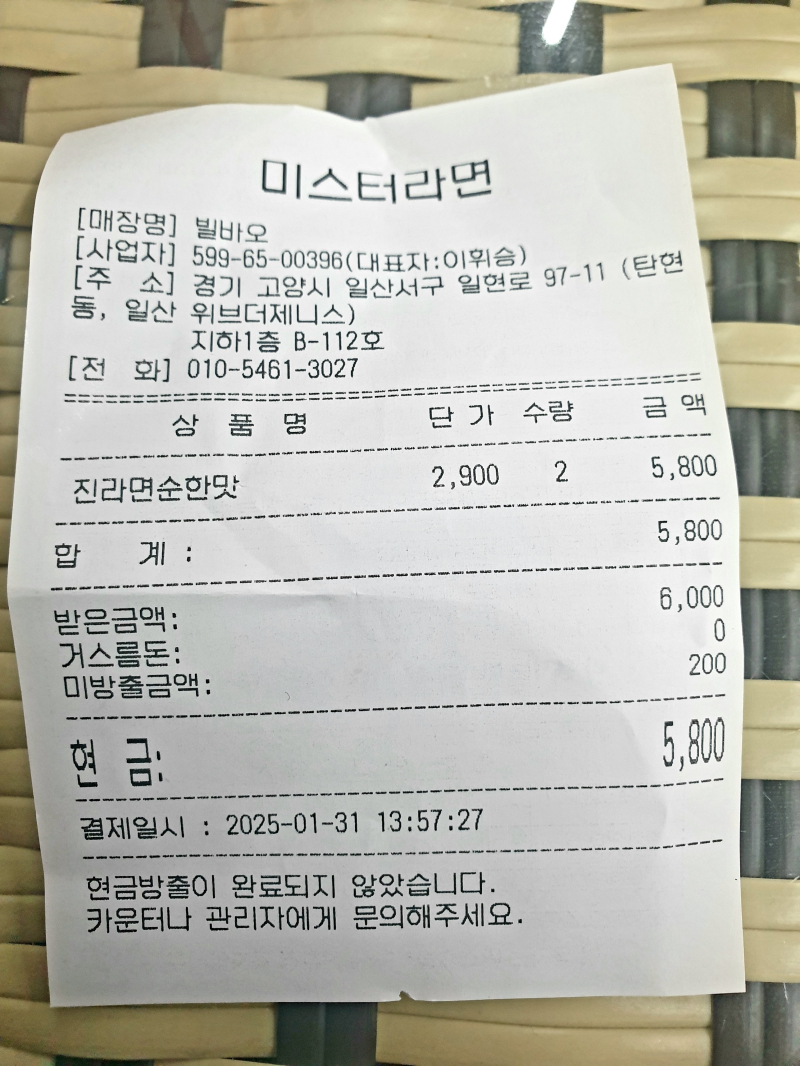 미스터라면
[매장명] 빌바오
[사업자] 599-65-00396(대표자:이휘승)
[주 소] 경기 고양시 일산서구 일현로 97-11 (탄현
동, 일산 위브더제니스)
지하1층 B-112호
[전 화] 010-5461-3027
상 품 명 단 가 수량 금 액
진라면순한맛 2,900 2 5,800
합 계 : 5,800
받은금액: 6,000
거스름돈: 0
미방출금액: 200
현 금: 5,800
결제일시 : 2025-01-31 13:57:27
현금방출이 완료되지 않았습니다.
카운터나 관리자에게 문의해주세요.